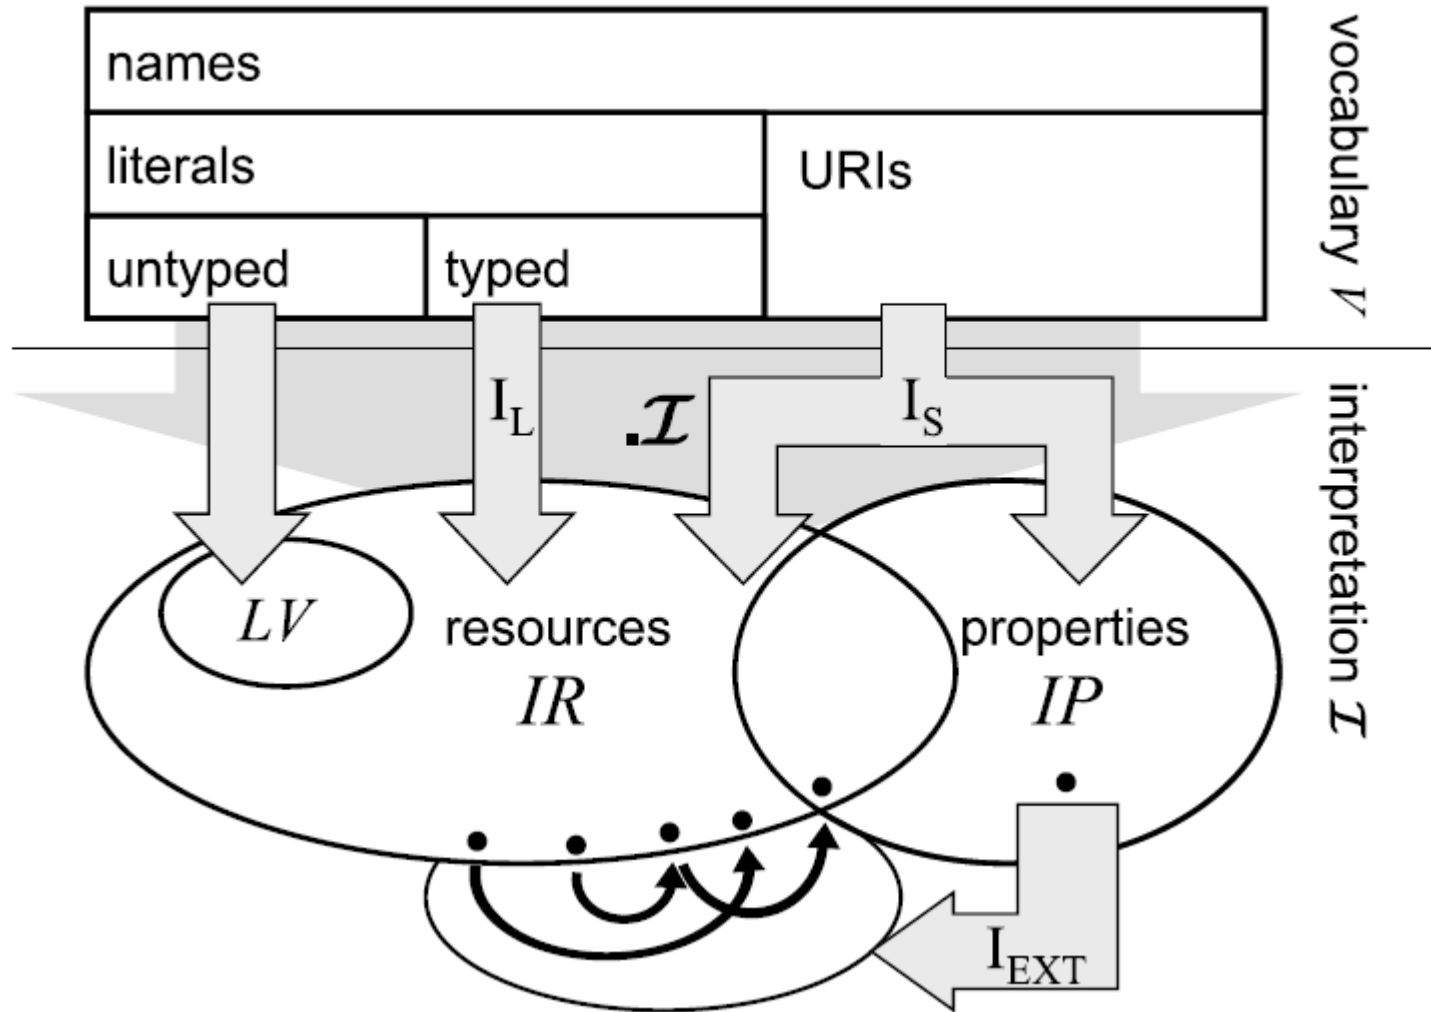 names
literals
URIs
untyped
typed
vocabulary V
I_L
.𝓘
I_S
interpretation 𝓘
LV
resources
properties
IR
IP
I_EXT